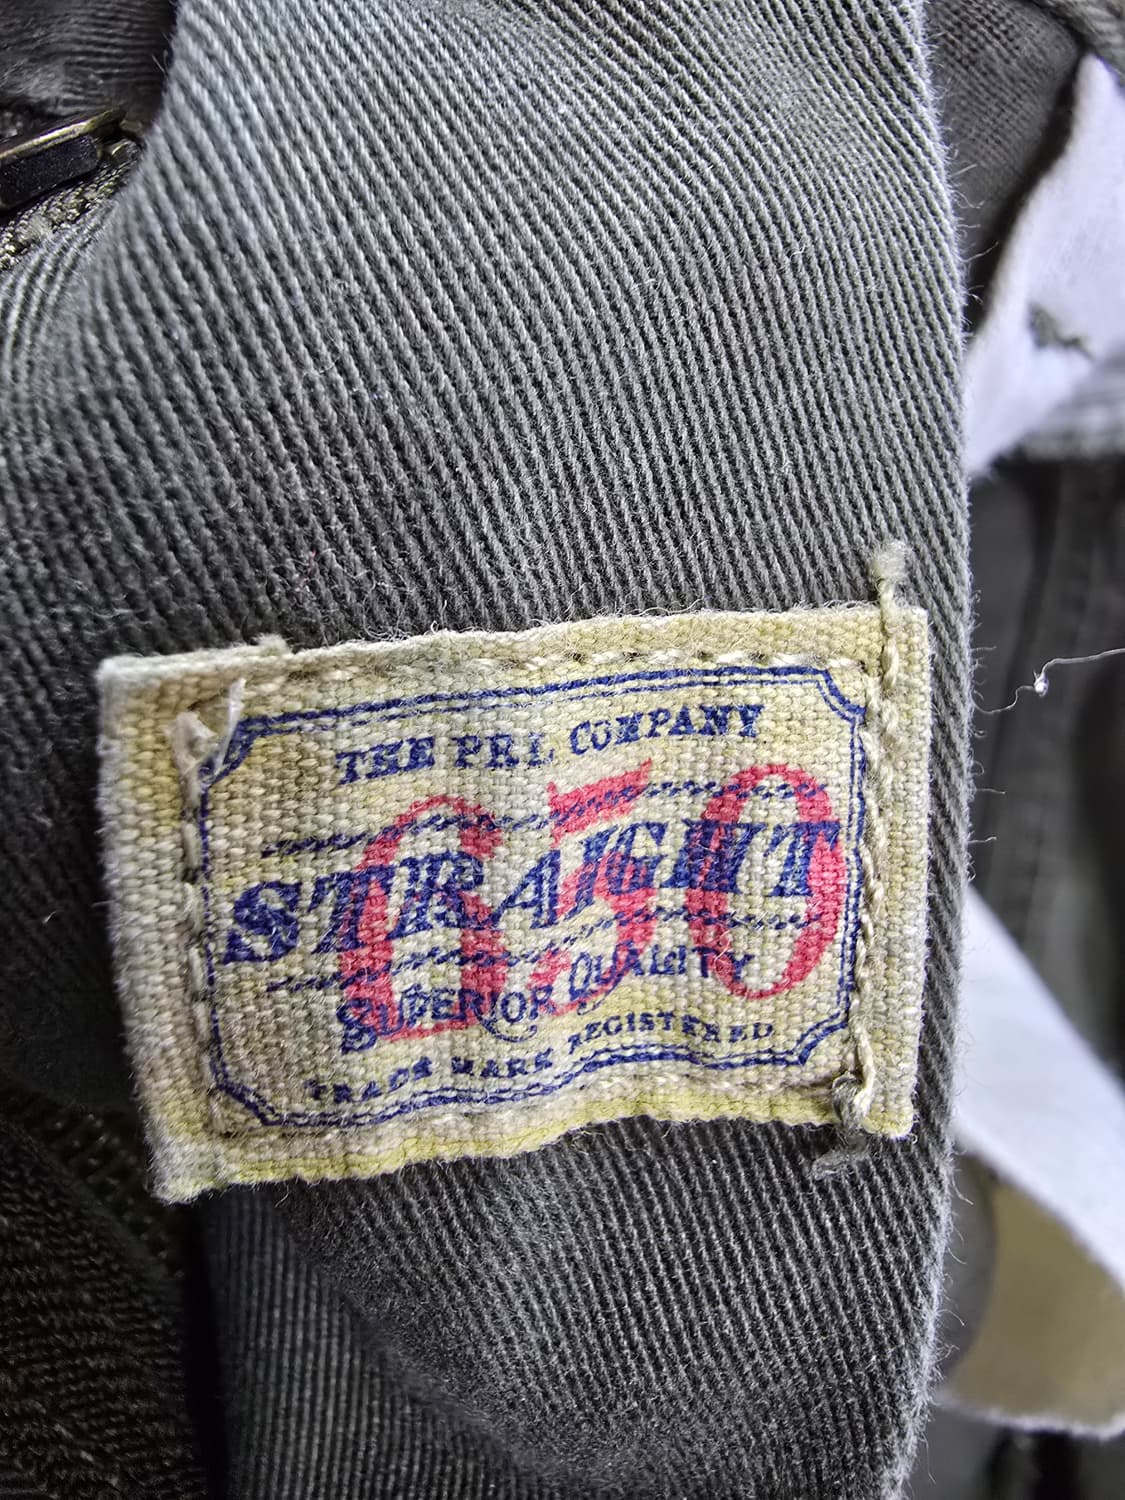 THE PRL COMPANY
650
STRAIGHT
SUPERIOR QUALITY
TRADE MARK REGISTERED